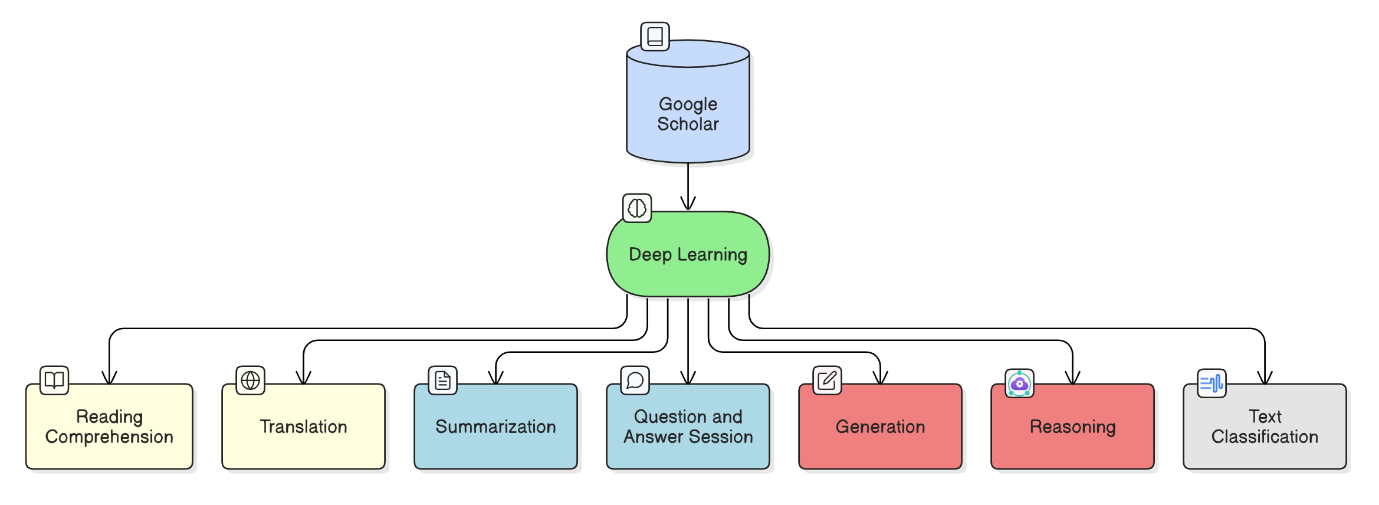 Google
Scholar
Deep Learning
Reading
Comprehension
Translation
Summarization
Question and
Answer Session
Generation
Reasoning
Text
Classification